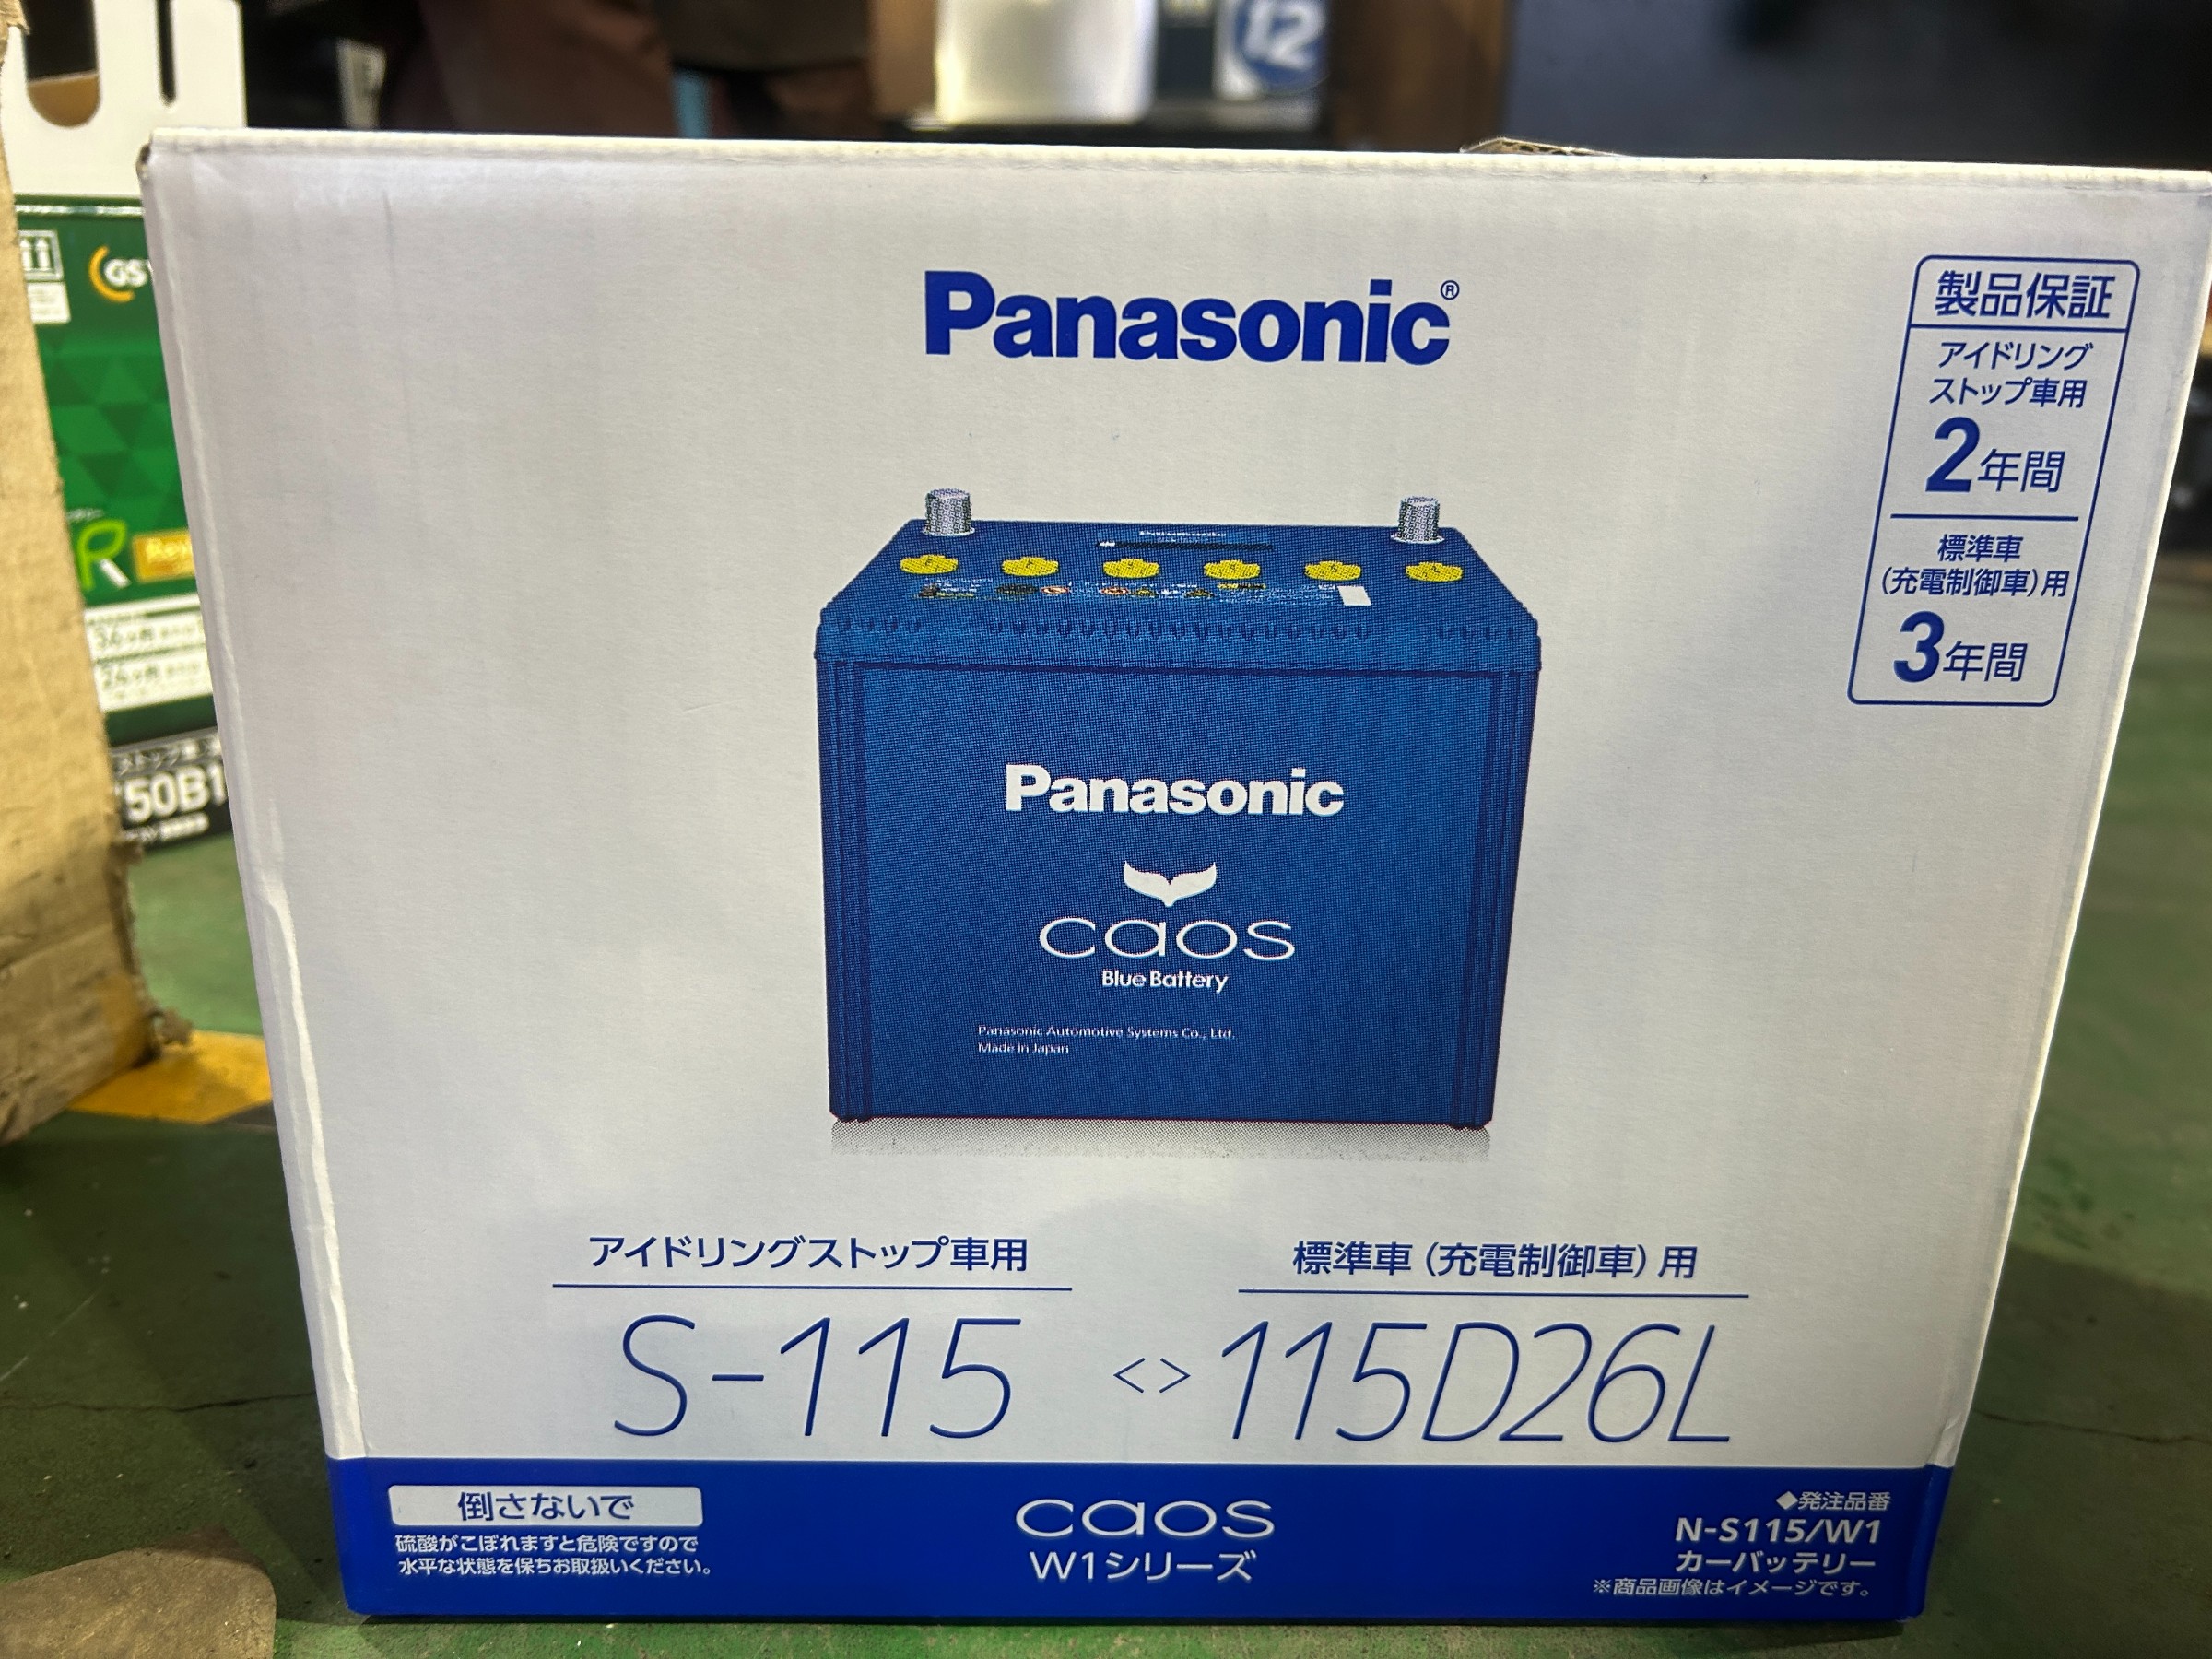 12
GS
Panasonic®
製品保証
アイドリング
ストップ車用
2年間
標準車
(充電制御車)用
3年間
R
Panasonic
caos
Blue Battery
Panasonic Automotive Systems Co., Ltd.
Made in Japan
50B1
アイドリングストップ車用
標準車(充電制御車)用
S-115 <> 115D26L
倒さないで
硫酸がこぼれますと危険ですので
水平な状態を保ちお取扱いください。
caos
W1シリーズ
◆発注品番
N-S115/W1
カーバッテリー
※商品画像はイメージです。